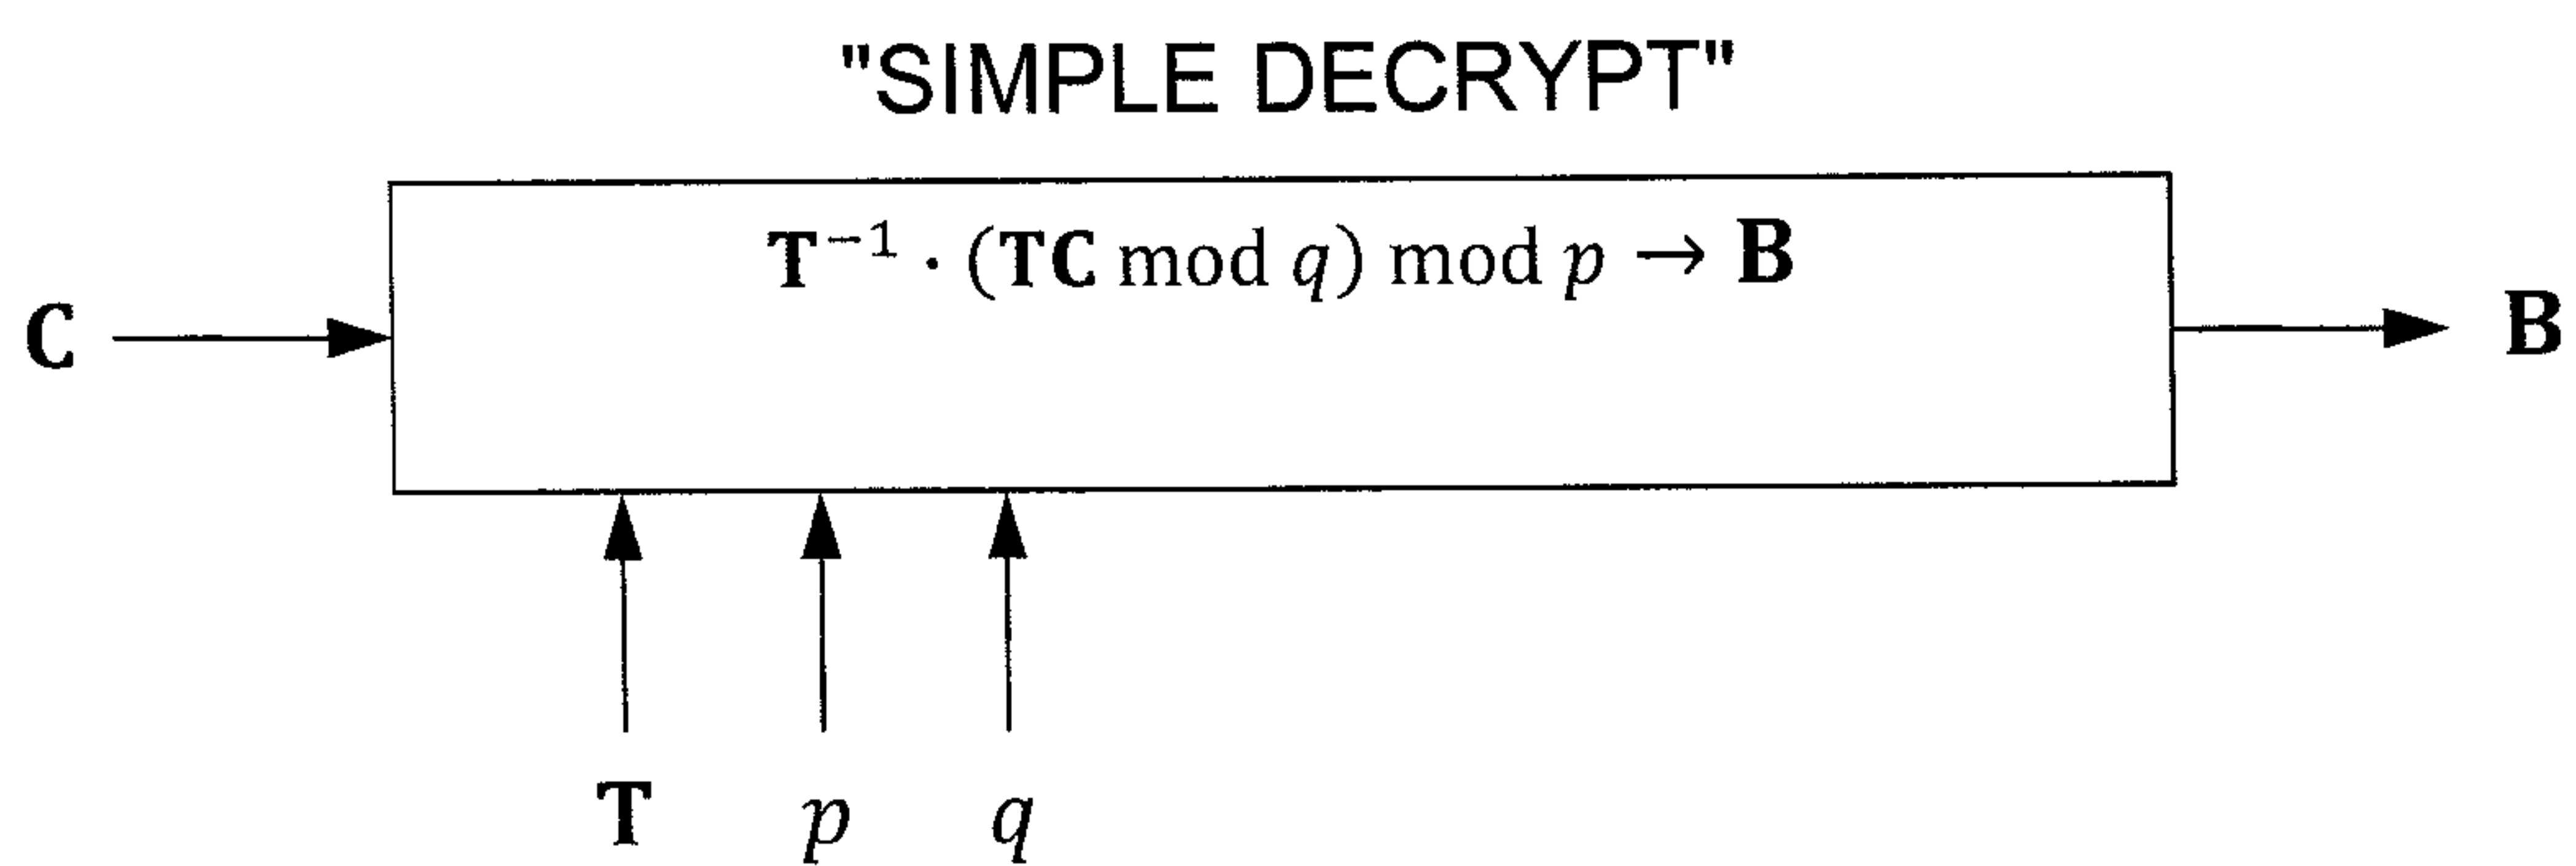 "SIMPLE DECRYPT"
T⁻¹ · (TC mod q) mod p → B
C B
T p q